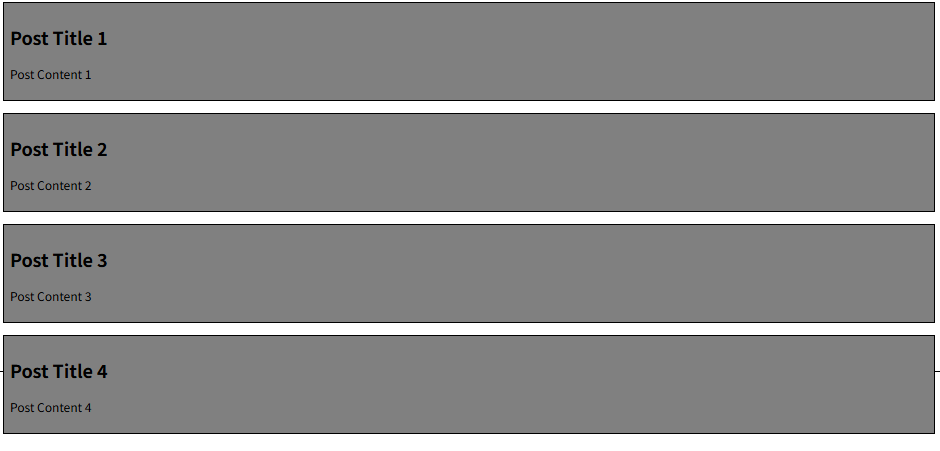 Post Title 1
Post Content 1
Post Title 2
Post Content 2
Post Title 3
Post Content 3
Post Title 4
Post Content 4